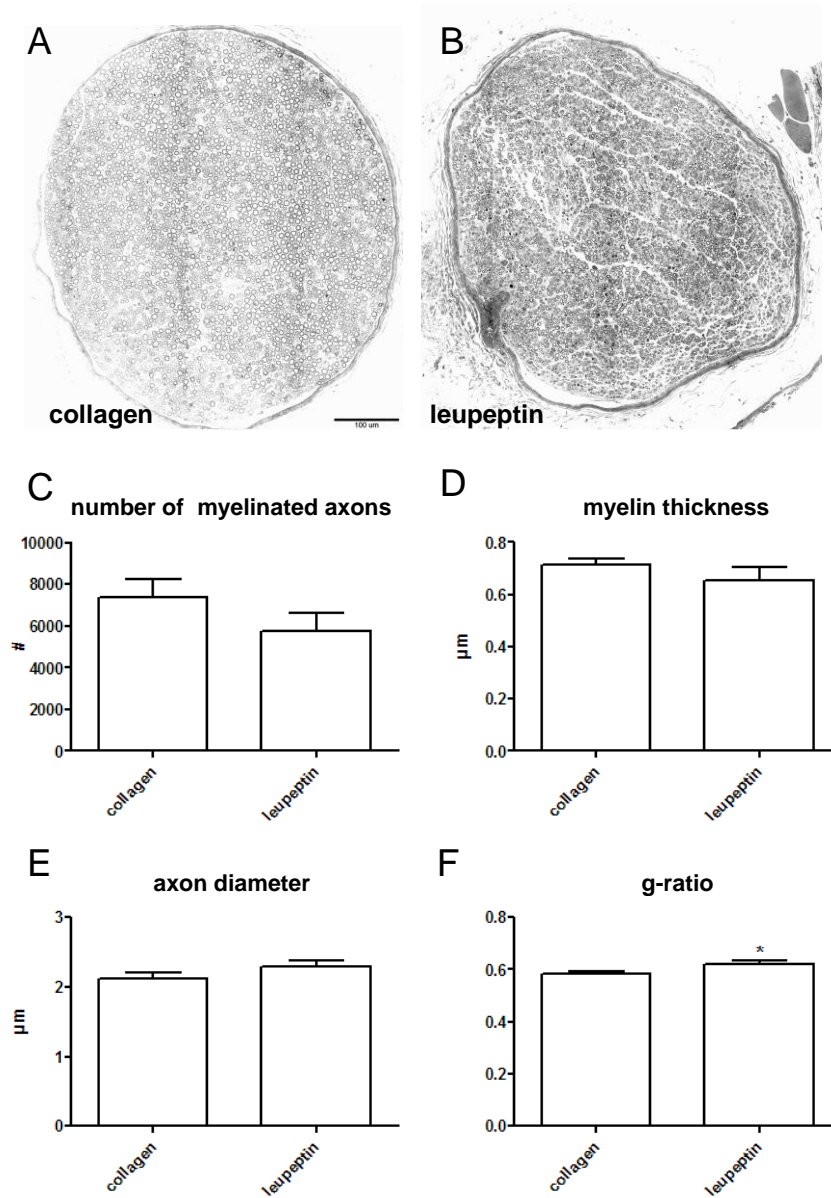 A
B
collagen
100 um
leupeptin
C
number of myelinated axons
10000
8000
6000
4000
2000
0
#
collagen
leupeptin
D
myelin thickness
0.8
0.6
0.4
0.2
0.0
µm
collagen
leupeptin
E
axon diameter
3
2
1
0
µm
collagen
leupeptin
F
g-ratio
0.8
0.6
0.4
0.2
0.0
*
collagen
leupeptin